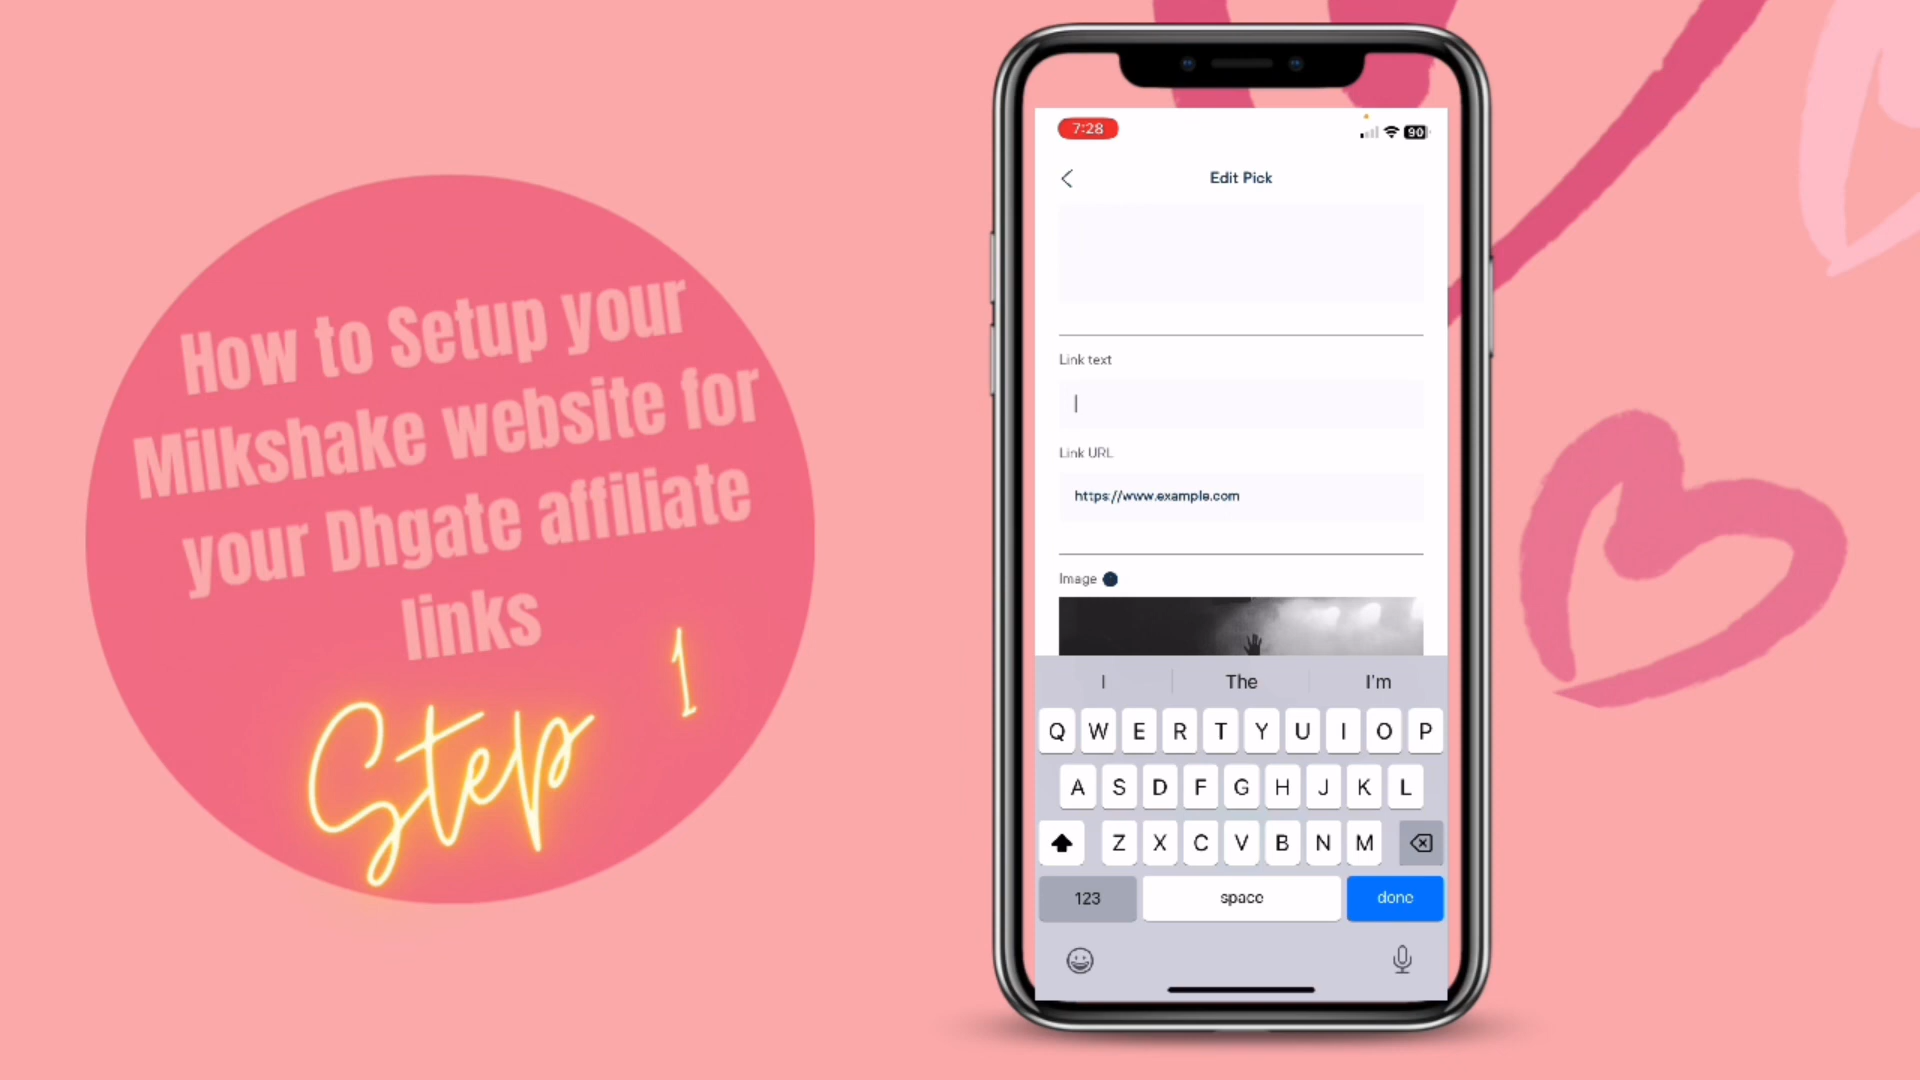 How to Setup your
Milkshake website for
your Dhgate affiliate
links
Step 1
7:28
90
Edit Pick
Link text
Link URL
https://www.example.com
Image
I The I'm
Q W E R T Y U I O P
A S D F G H J K L
Z X C V B N M
123 space done